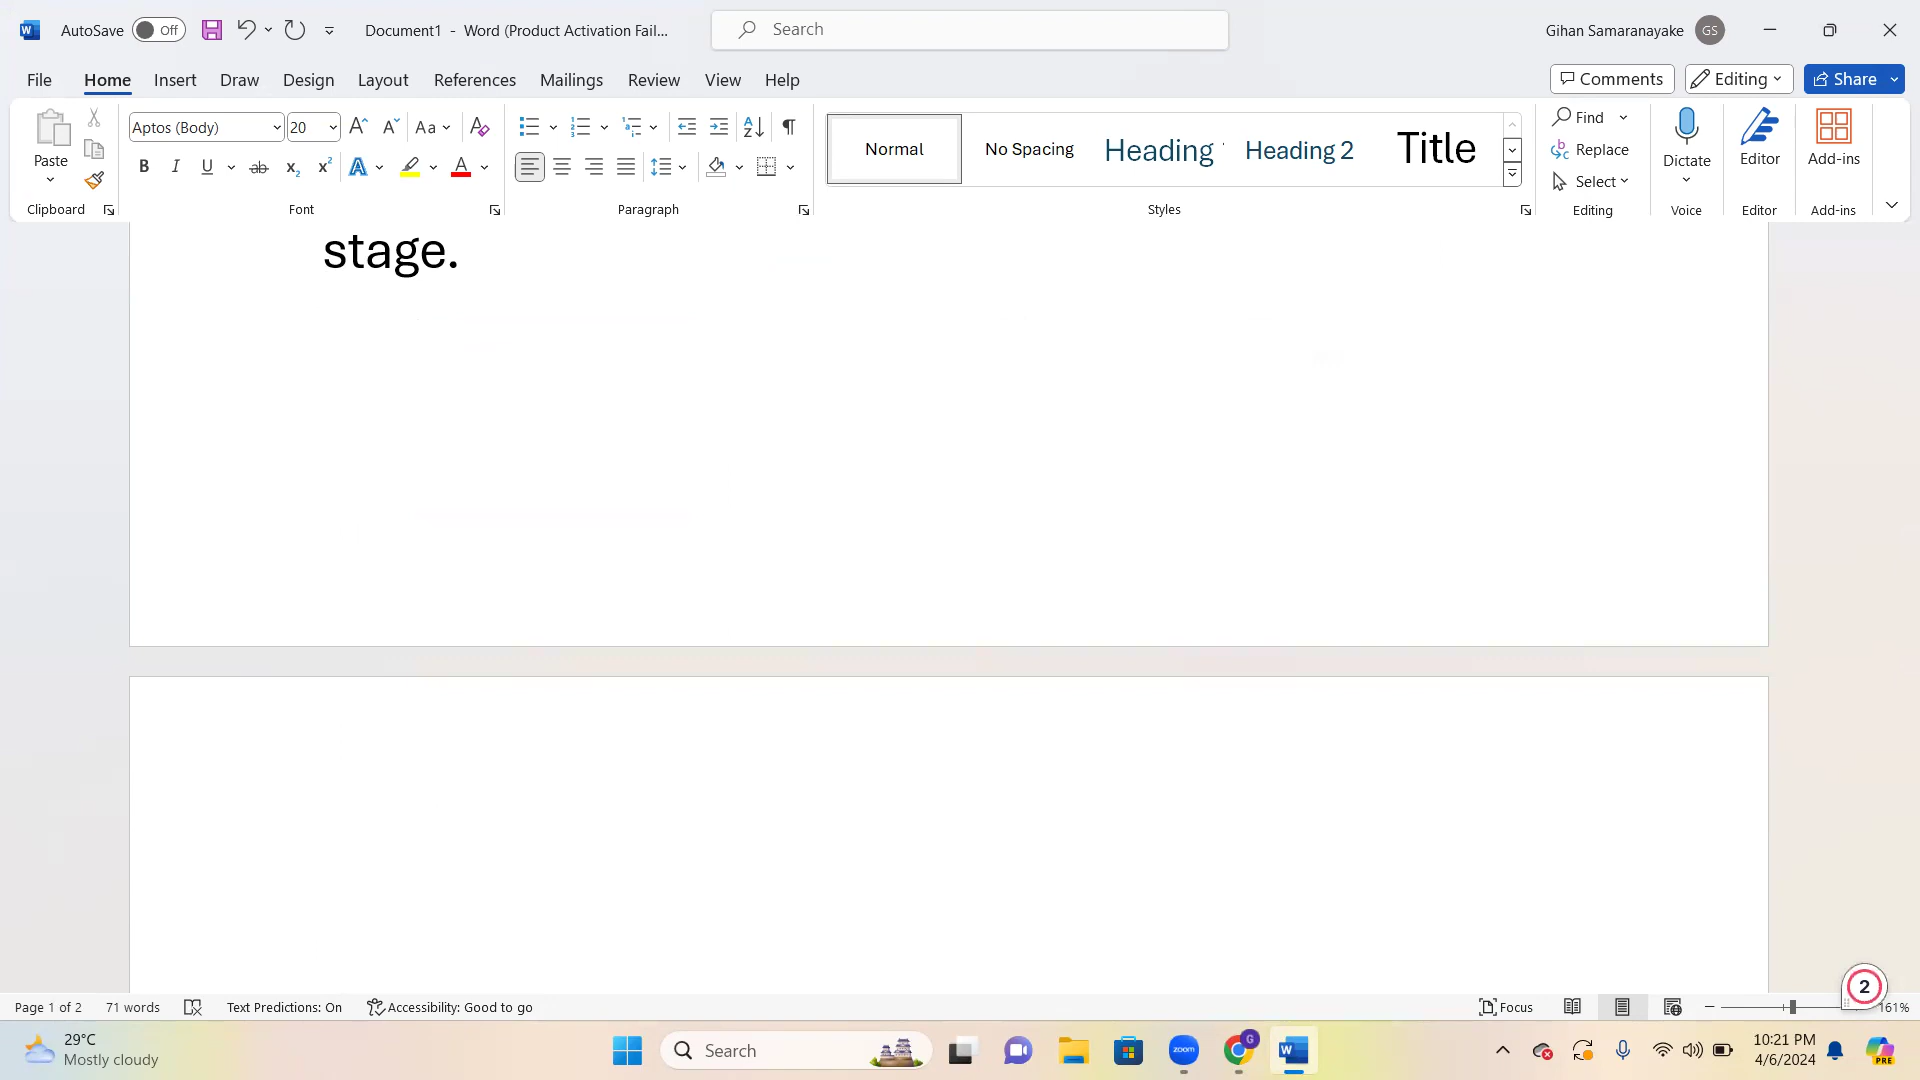 AutoSave Off Document1 - Word (Product Activation Fail... Search Gihan Samaranayake GS
File Home Insert Draw Design Layout References Mailings Review View Help Comments Editing Share
Paste Aptos (Body) 20 Aa Normal No Spacing Heading Heading 2 Title Find Replace Select Dictate Editor Add-ins
Clipboard Font Paragraph Styles Editing Voice Editor Add-ins
stage.
Page 1 of 2 71 words Text Predictions: On Accessibility: Good to go Focus 161%
2
29°C
Mostly cloudy
Search
zoom
10:21 PM
4/6/2024
PRE